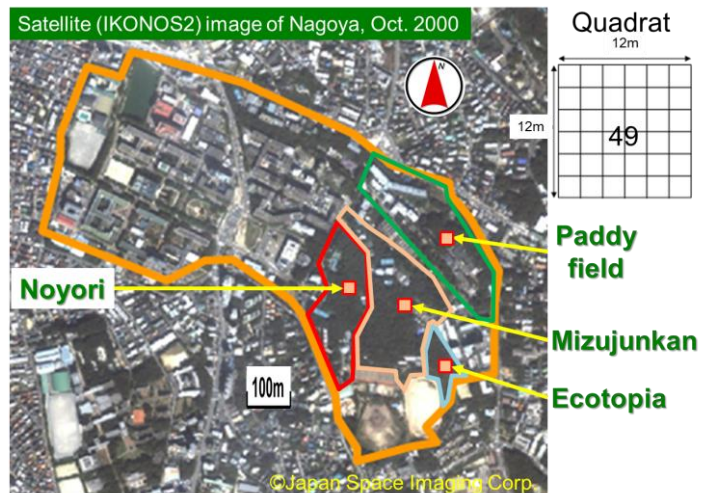 Satellite (IKONOS2) image of Nagoya, Oct. 2000
Quadrat
12m
N
12m
49
Paddy
field
Noyori
Mizujunkan
100m
Ecotopia
©Japan Space Imaging Corp.